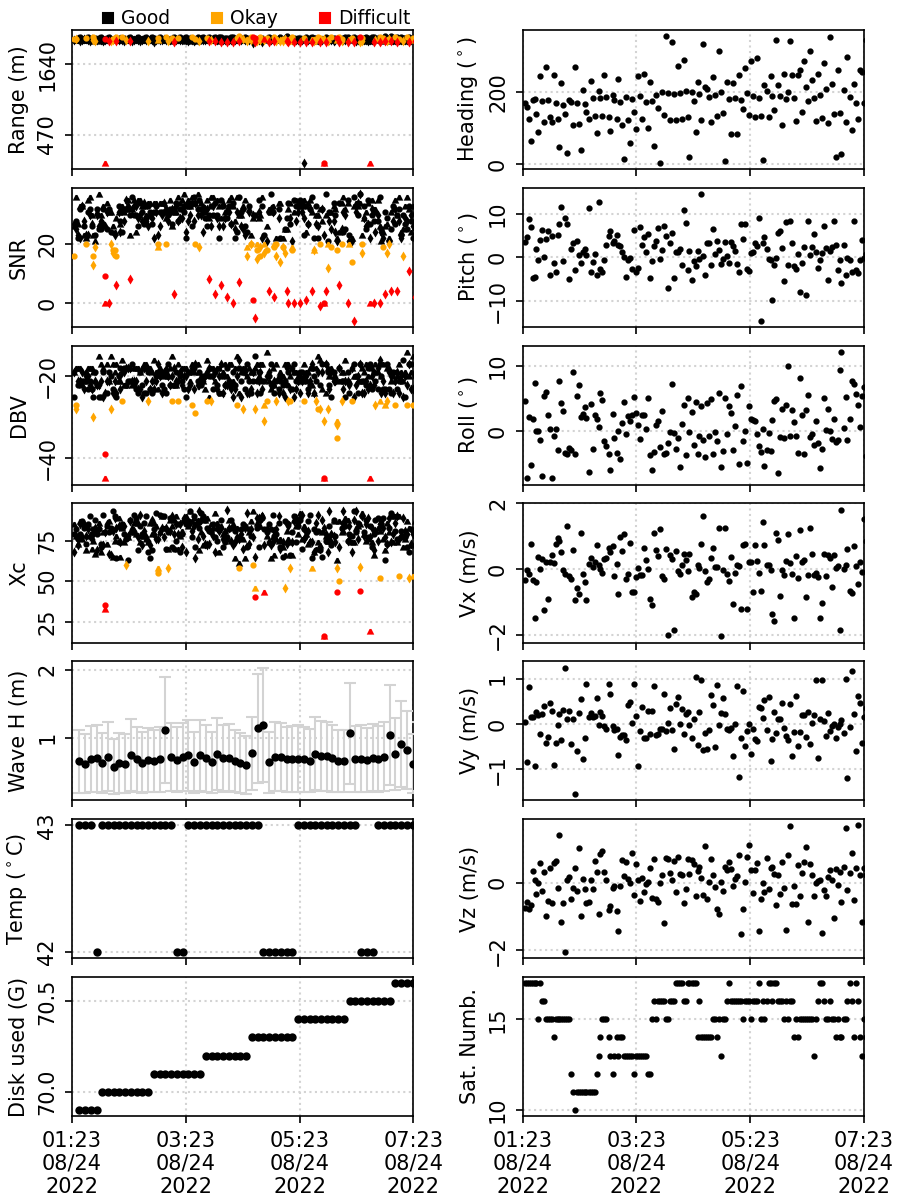 Good Okay Difficult
Range (m)
1640
470
Heading (°)
200
0
SNR
20
0
Pitch (°)
10
0
−10
DBV
−20
−40
Roll (°)
10
0
Xc
75
50
25
Vx (m/s)
2
0
−2
Wave H (m)
2
1
Vy (m/s)
1
0
−1
Temp (°C)
43
42
Vz (m/s)
0
−2
Disk used (G)
70.5
70.0
Sat. Numb.
15
10
01:23 03:23 05:23 07:23
08/24 08/24 08/24 08/24
2022 2022 2022 2022
01:23 03:23 05:23 07:23
08/24 08/24 08/24 08/24
2022 2022 2022 2022